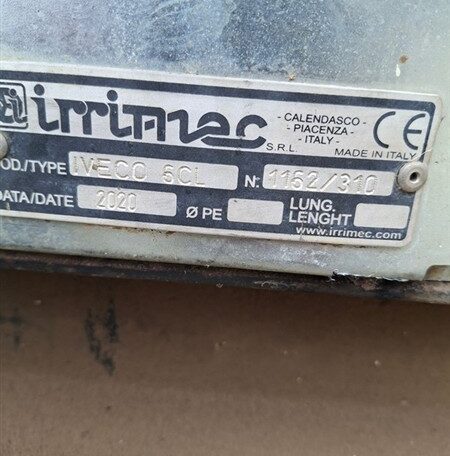 irrimec
S.R.L.
- CALENDASCO -
- PIACENZA -
- ITALY -
CE
MADE IN ITALY
OD./TYPE IVECO 6CL N: 1162/310
DATA/DATE 2020 Ø PE LUNG.
LENGHT
www.irrimec.com